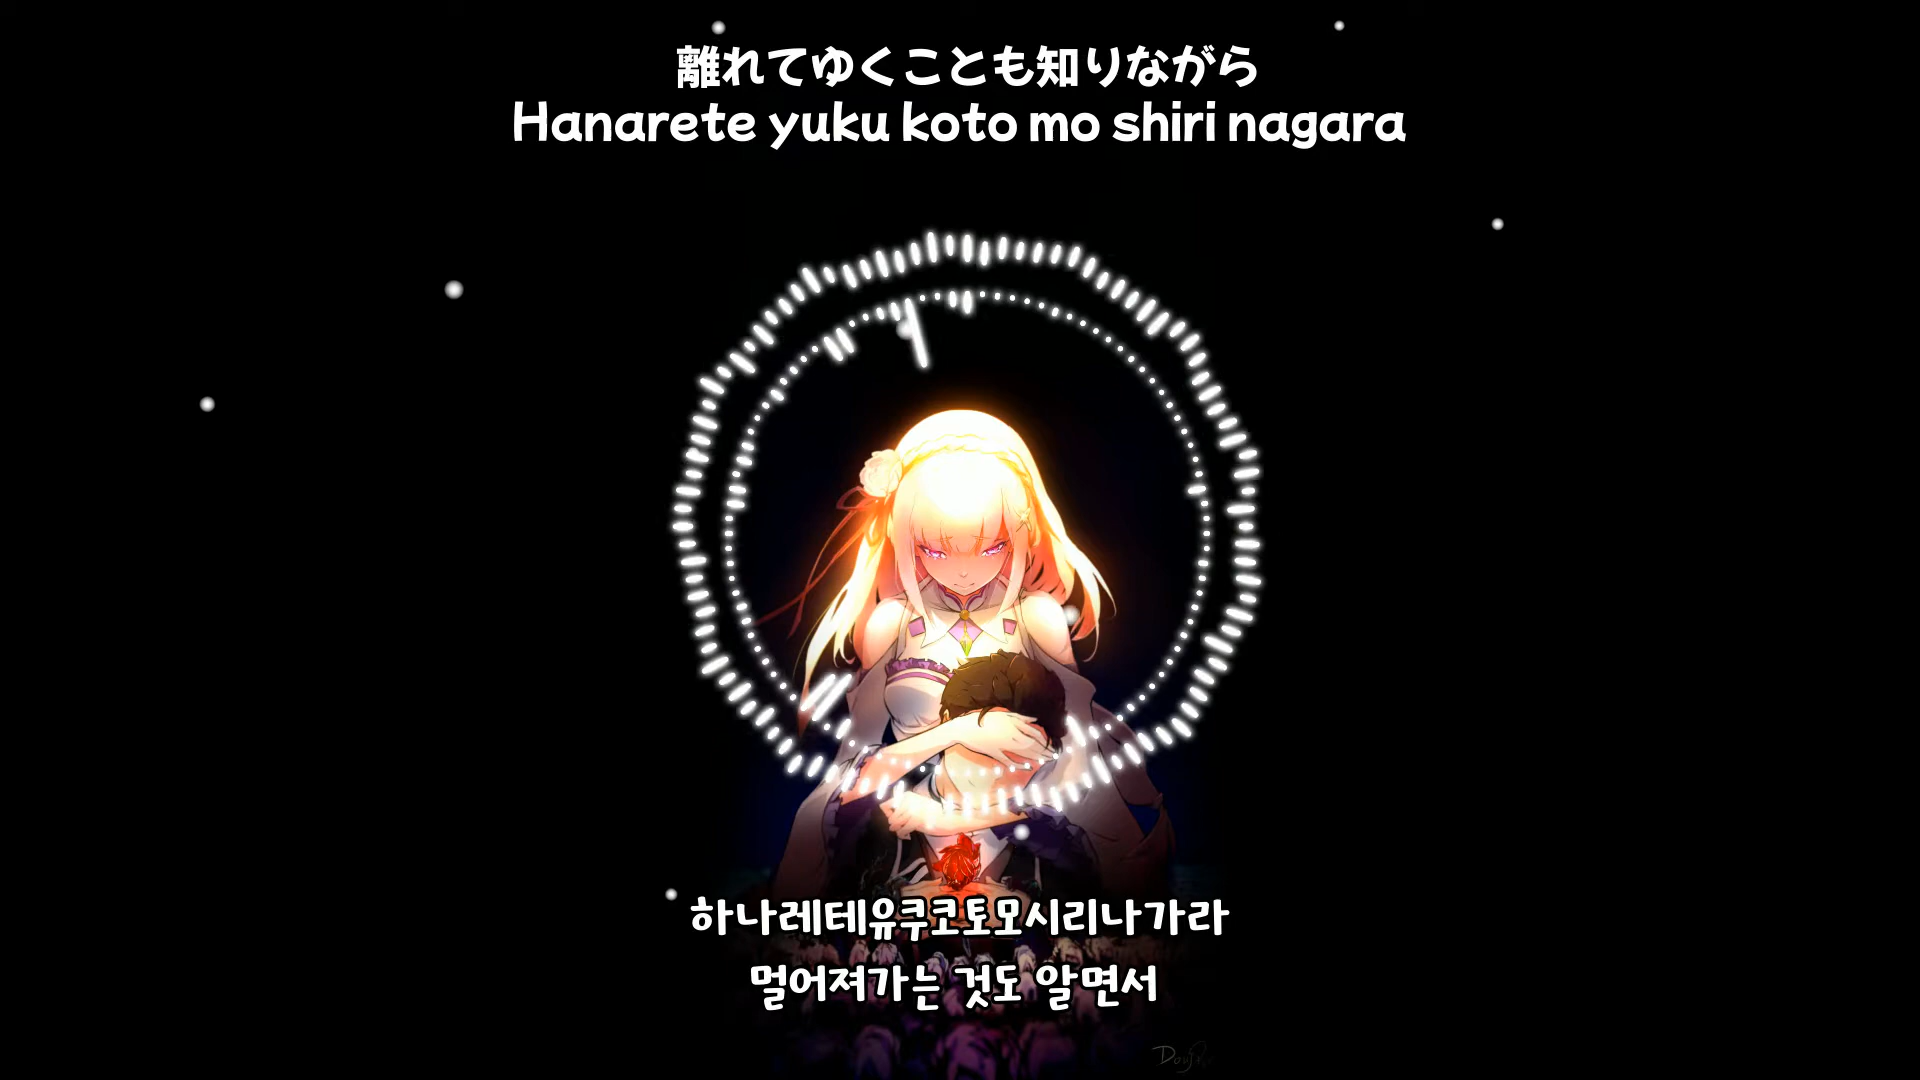 離れてゆくことも知りながら
Hanarete yuku koto mo shiri nagara
하나레테유쿠코토모시리나가라
멀어져가는 것도 알면서